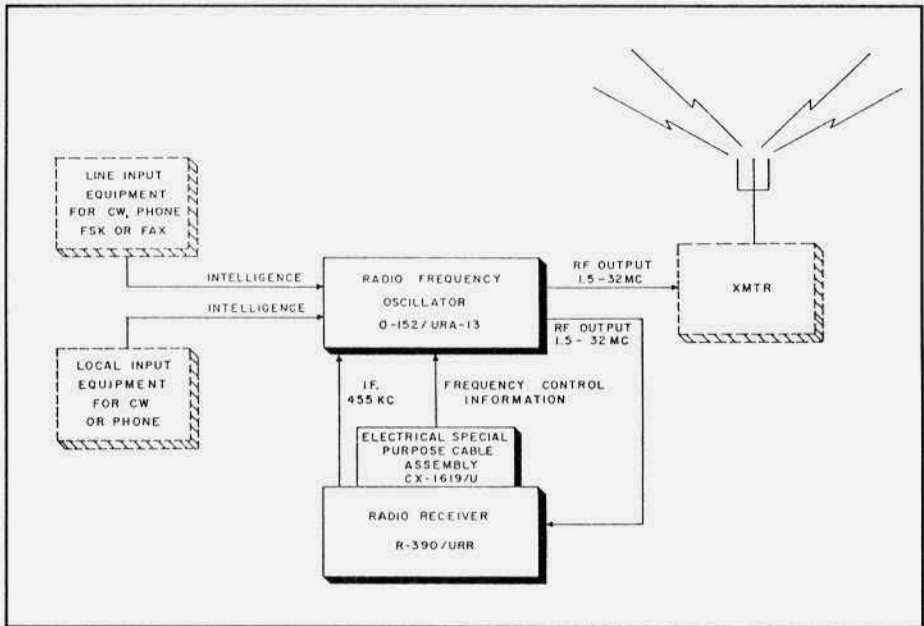 LINE INPUT
EQUIPMENT
FOR CW, PHONE
FSK OR FAX
INTELLIGENCE
INTELLIGENCE
LOCAL INPUT
EQUIPMENT
FOR CW
OR PHONE
RADIO FREQUENCY
OSCILLATOR
O-152/URA-13
RF OUTPUT
1.5-32MC
XMTR
RF OUTPUT
1.5-32MC
I.F.
455 KC
FREQUENCY CONTROL
INFORMATION
ELECTRICAL SPECIAL
PURPOSE CABLE
ASSEMBLY
CX-1619/U
RADIO RECEIVER
R-390/URR